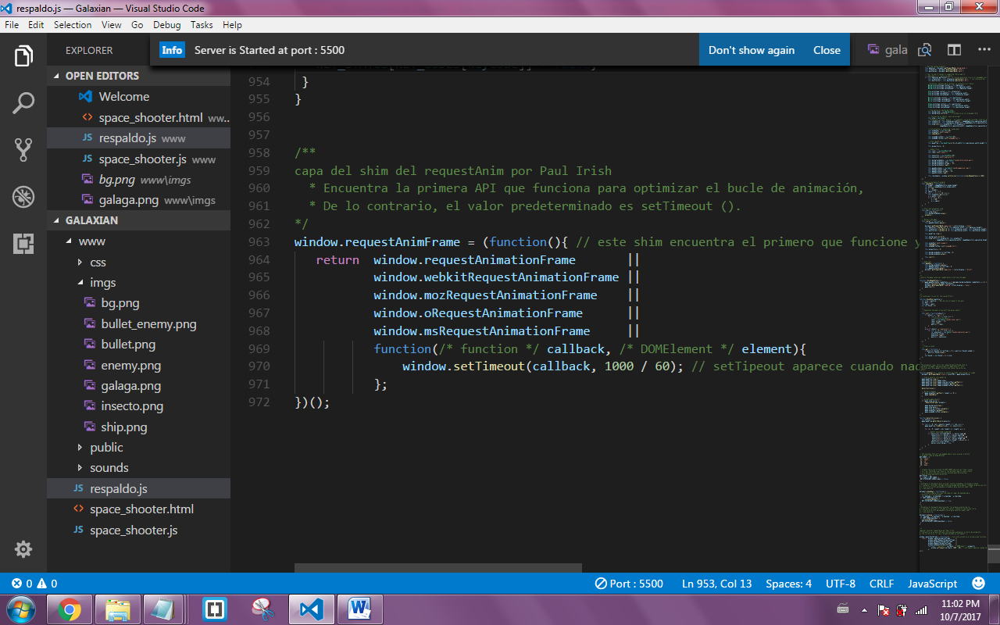 respaldo.js — Galaxian — Visual Studio Code
File Edit Selection View Go Debug Tasks Help
EXPLORER
Info Server is Started at port : 5500
Don't show again Close
gala
OPEN EDITORS
Welcome
space_shooter.html ww...
respaldo.js www
space_shooter.js www
bg.png www\imgs
galaga.png www\imgs
GALAXIAN
www
css
imgs
bg.png
bullet_enemy.png
bullet.png
enemy.png
galaga.png
insecto.png
ship.png
public
sounds
respaldo.js
space_shooter.html
space_shooter.js
954 }
955 }
956
957
958 /**
959 capa del shim del requestAnim por Paul Irish
960 * Encuentra la primera API que funciona para optimizar el bucle de animación,
961 * De lo contrario, el valor predeterminado es setTimeout ().
962 */
963 window.requestAnimFrame = (function(){ // este shim encuentra el primero que funcione y
964 return window.requestAnimationFrame ||
965 window.webkitRequestAnimationFrame ||
966 window.mozRequestAnimationFrame ||
967 window.oRequestAnimationFrame ||
968 window.msRequestAnimationFrame ||
969 function(/* function */ callback, /* DOMElement */ element){
970 window.setTimeout(callback, 1000 / 60); // setTipeout aparece cuando nad
971 };
972 })();
0 0
Port : 5500 Ln 953, Col 13 Spaces: 4 UTF-8 CRLF JavaScript
11:02 PM
10/7/2017